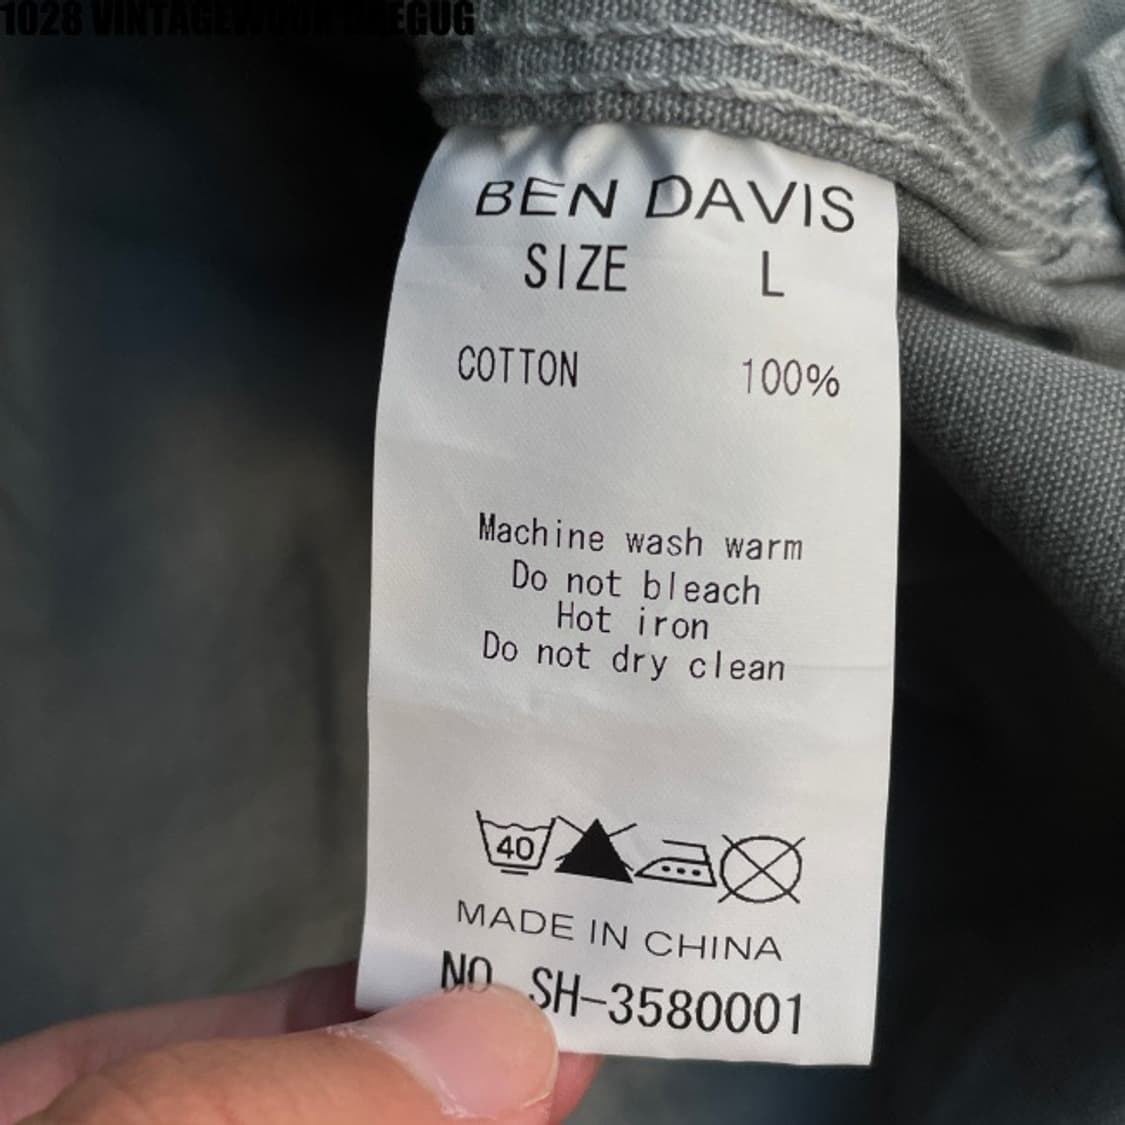 1028
BEN DAVIS
SIZE L
COTTON 100%
Machine wash warm
Do not bleach
Hot iron
Do not dry clean
40
MADE IN CHINA
NO. SH-3580001